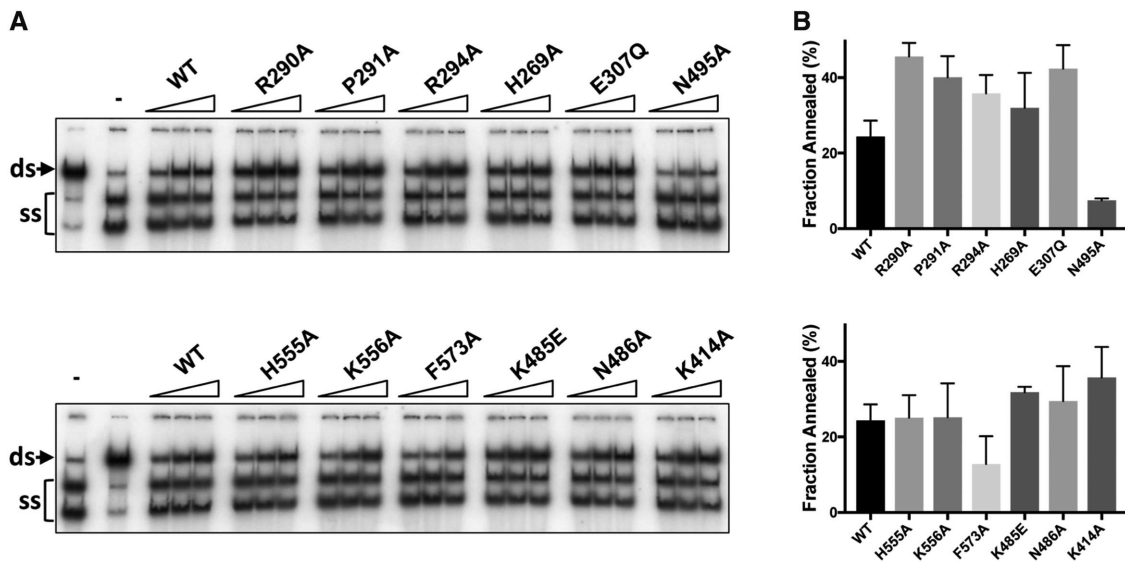 A
- WT R290A P291A R294A H269A E307Q N495A
ds
ss
- WT H555A K556A F573A K485E N486A K414A
ds
ss
B
Fraction Annealed (%)
40
20
0
WT R290A P291A R294A H269A E307Q N495A
Fraction Annealed (%)
40
20
0
WT H555A K556A F573A K485E N486A K414A